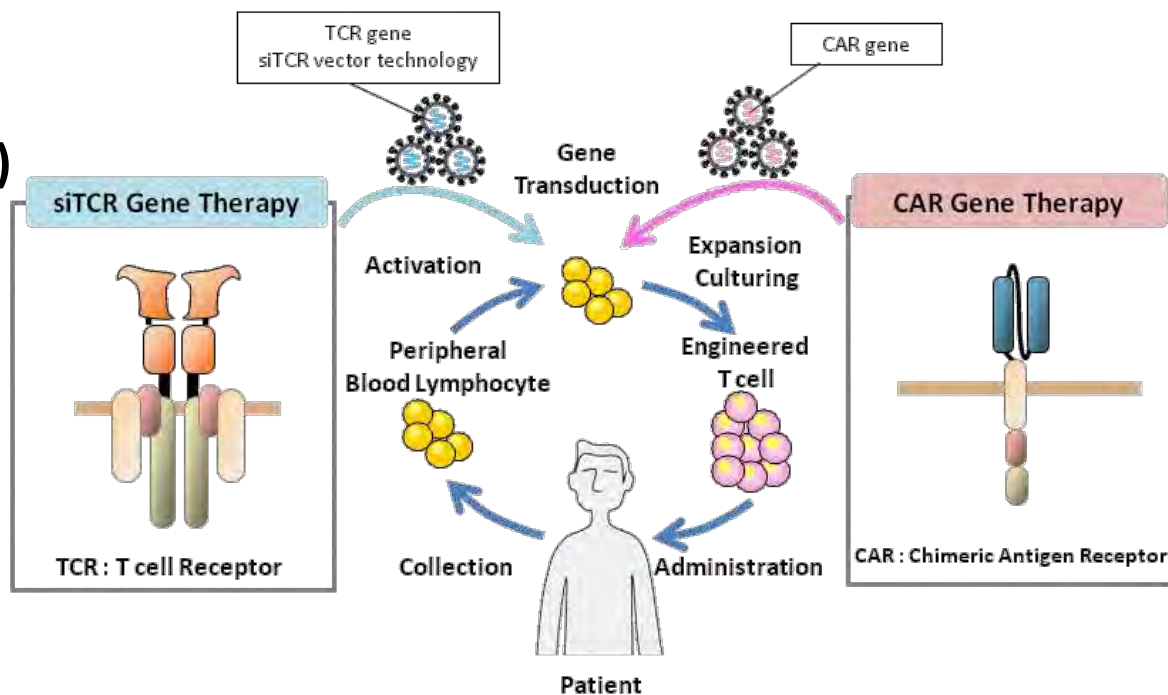 TCR gene
siTCR vector technology
CAR gene
)
Gene
Transduction
siTCR Gene Therapy
CAR Gene Therapy
Activation
Expansion
Culturing
Peripheral
Blood Lymphocyte
Engineered
T cell
TCR : T cell Receptor
Collection
Administration
CAR : Chimeric Antigen Receptor
Patient